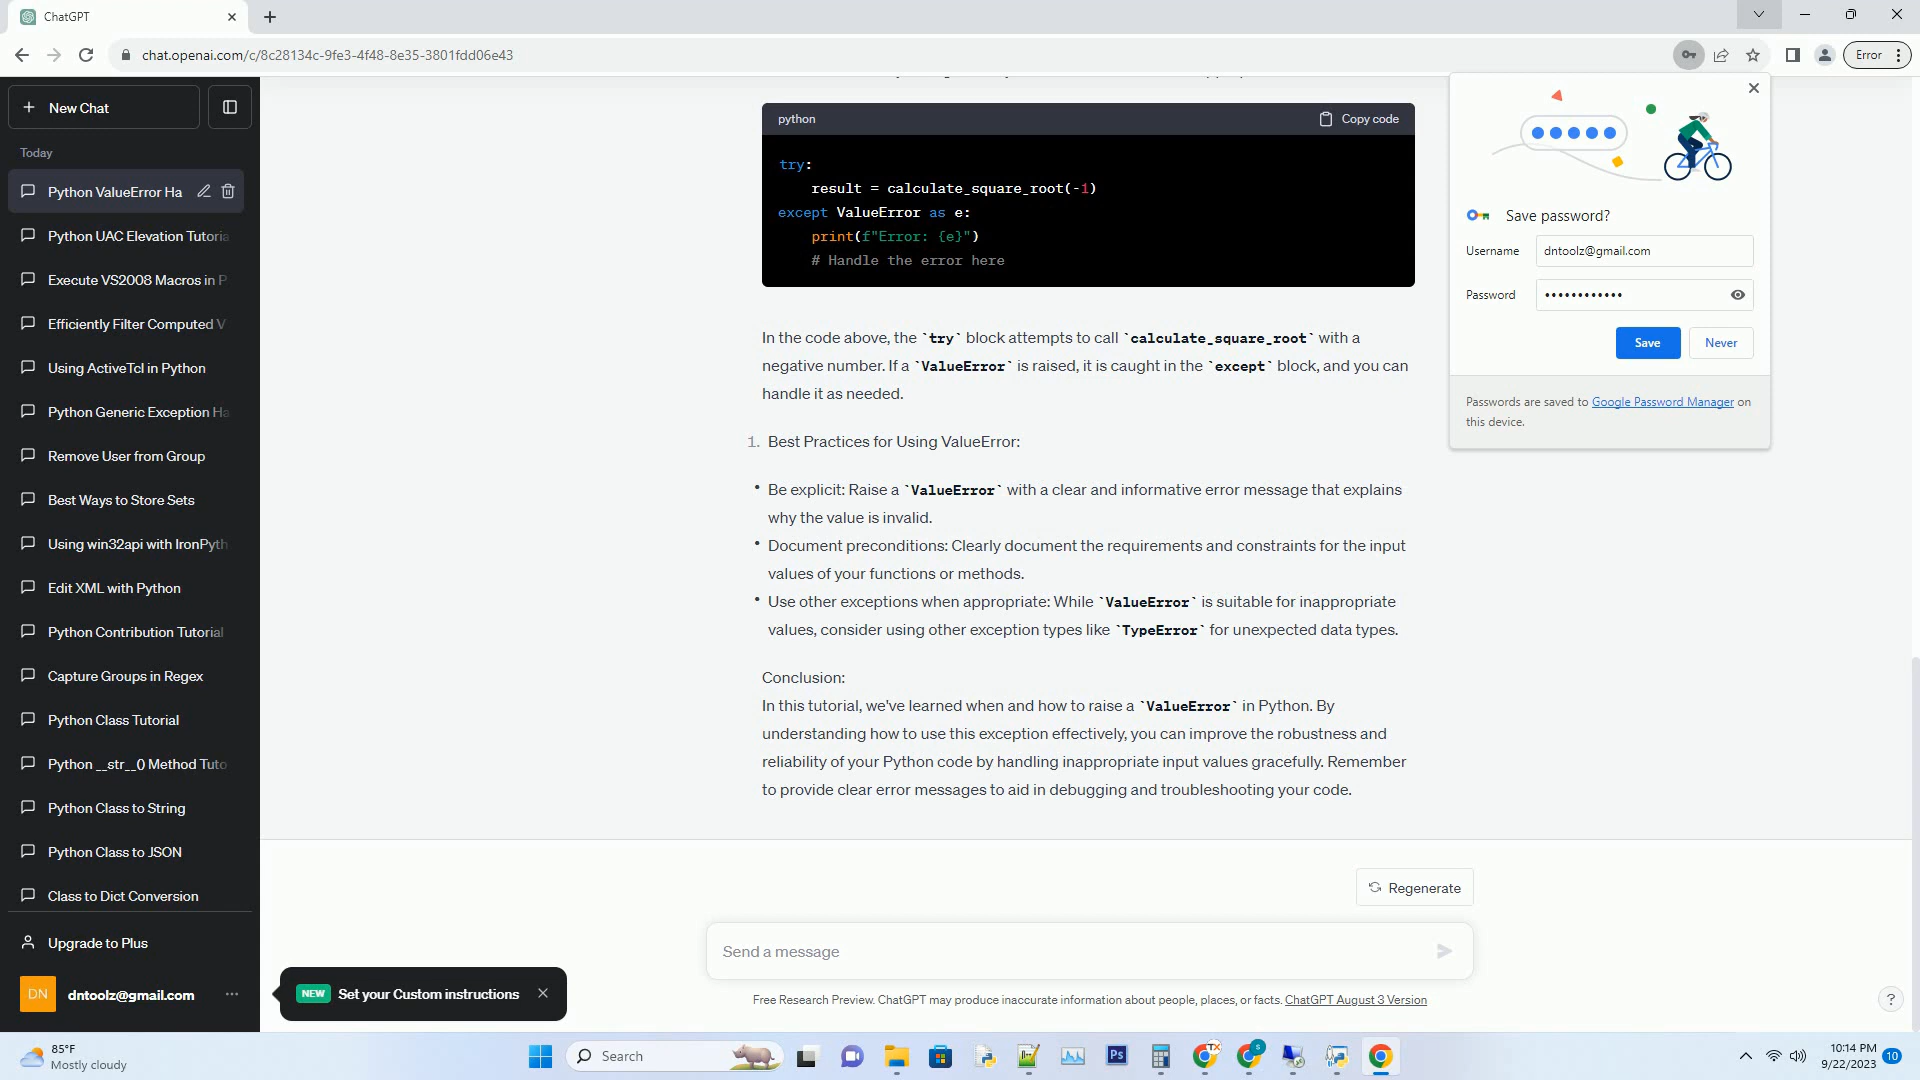 ChatGPT
chat.openai.com/c/8c28134c-9fe3-4f48-8e35-3801fdd06e43
Error
New Chat
Today
Python ValueError Ha
Python UAC Elevation Tutoria
Execute VS2008 Macros in P
Efficiently Filter Computed V
Using ActiveTcl in Python
Python Generic Exception Ha
Remove User from Group
Best Ways to Store Sets
Using win32api with IronPyth
Edit XML with Python
Python Contribution Tutorial
Capture Groups in Regex
Python Class Tutorial
Python __str__() Method Tuto
Python Class to String
Python Class to JSON
Class to Dict Conversion
Upgrade to Plus
DN
dntoolz@gmail.com
python
Copy code
try:
result = calculate_square_root(-1)
except ValueError as e:
print(f"Error: {e}")
# Handle the error here
In the code above, the `try` block attempts to call `calculate_square_root` with a
negative number. If a `ValueError` is raised, it is caught in the `except` block, and you can
handle it as needed.
1. Best Practices for Using ValueError:
• Be explicit: Raise a `ValueError` with a clear and informative error message that explains
why the value is invalid.
• Document preconditions: Clearly document the requirements and constraints for the input
values of your functions or methods.
• Use other exceptions when appropriate: While `ValueError` is suitable for inappropriate
values, consider using other exception types like `TypeError` for unexpected data types.
Conclusion:
In this tutorial, we've learned when and how to raise a `ValueError` in Python. By
understanding how to use this exception effectively, you can improve the robustness and
reliability of your Python code by handling inappropriate input values gracefully. Remember
to provide clear error messages to aid in debugging and troubleshooting your code.
Save password?
Username
dntoolz@gmail.com
Password
••••••••••••
Save
Never
Passwords are saved to Google Password Manager on
this device.
Regenerate
Send a message
NEW Set your Custom instructions
Free Research Preview. ChatGPT may produce inaccurate information about people, places, or facts. ChatGPT August 3 Version
?
85°F
Mostly cloudy
Search
Ps
TX
S
10:14 PM
9/22/2023
10